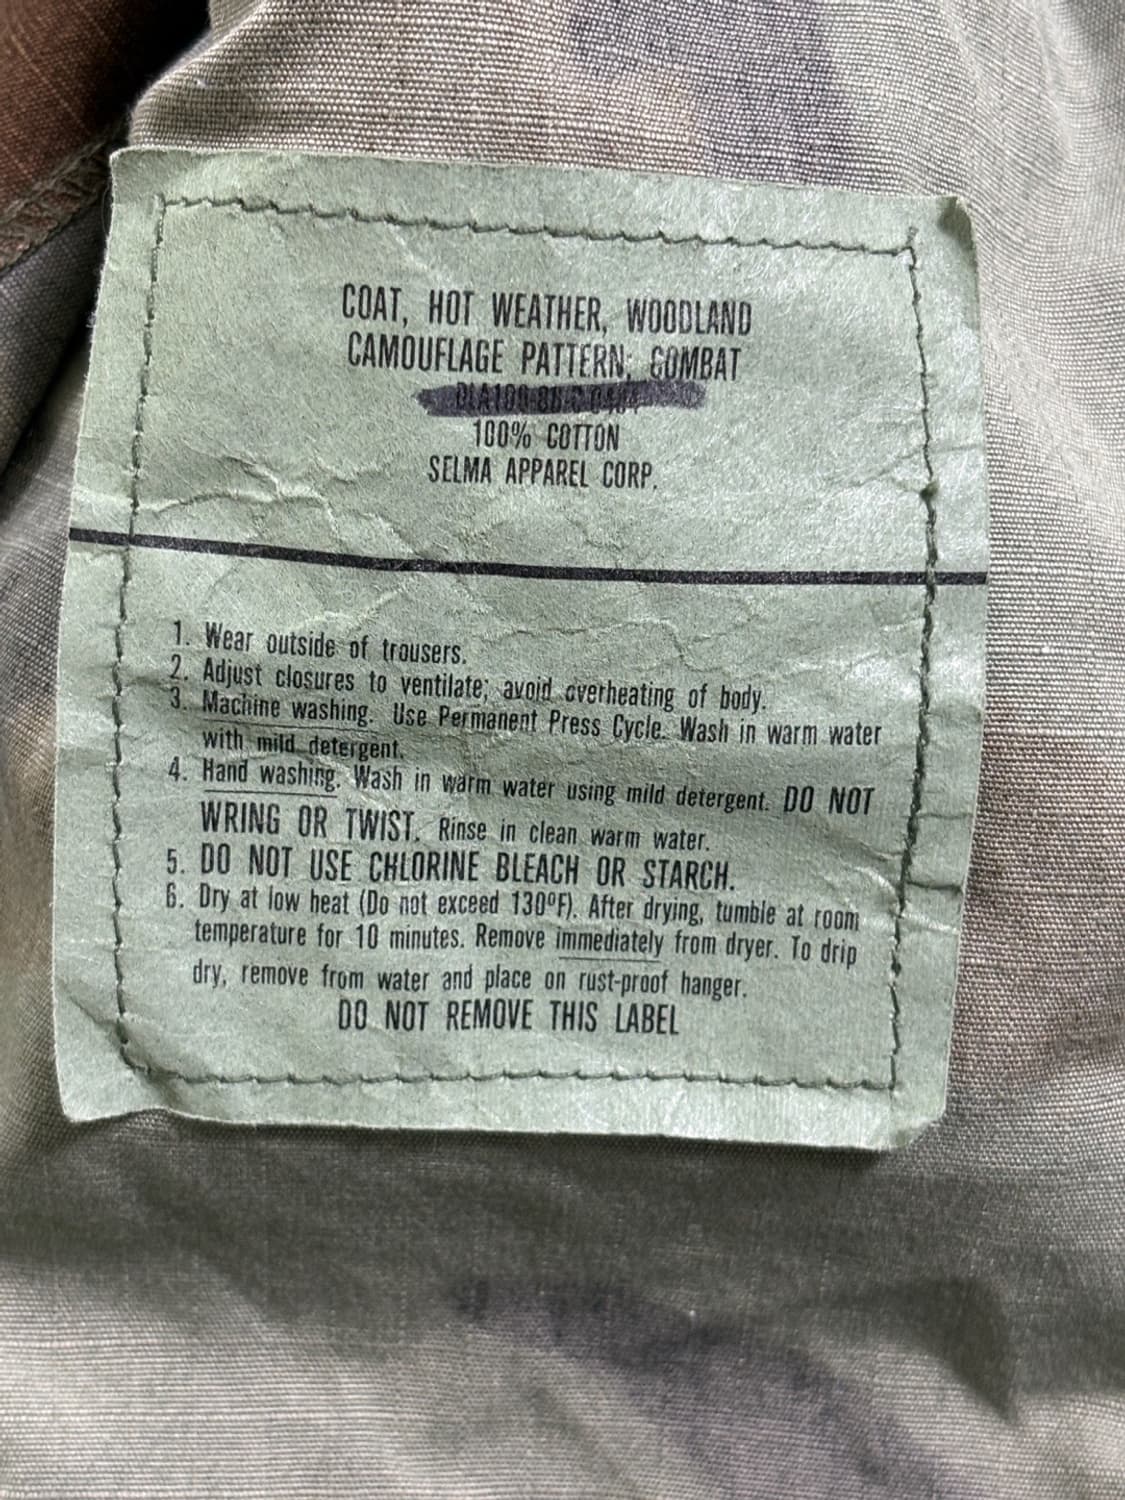 COAT, HOT WEATHER, WOODLAND
CAMOUFLAGE PATTERN; COMBAT
100% COTTON
SELMA APPAREL CORP.
1. Wear outside of trousers.
2. Adjust closures to ventilate; avoid overheating of body.
3. Machine washing. Use Permanent Press Cycle. Wash in warm water
with mild detergent.
4. Hand washing. Wash in warm water using mild detergent. DO NOT
WRING OR TWIST. Rinse in clean warm water.
5. DO NOT USE CHLORINE BLEACH OR STARCH.
6. Dry at low heat (Do not exceed 130ºF). After drying, tumble at room
temperature for 10 minutes. Remove immediately from dryer. To drip
dry, remove from water and place on rust-proof hanger.
DO NOT REMOVE THIS LABEL